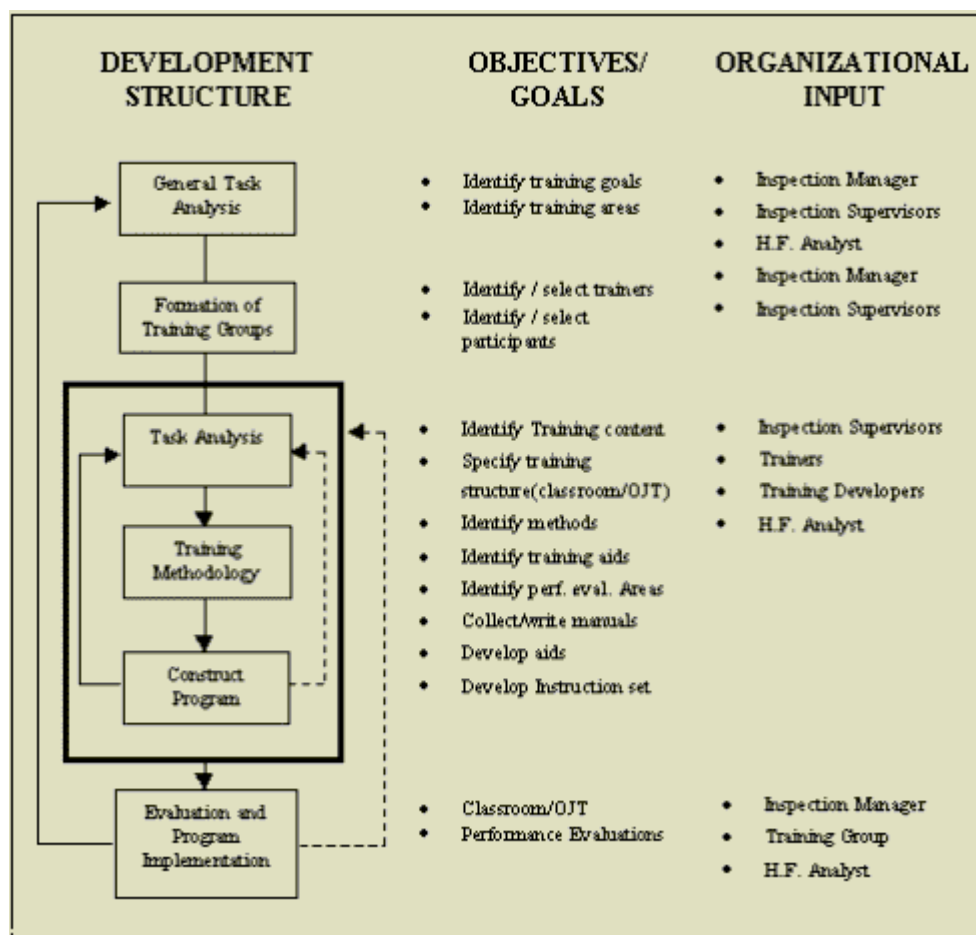 DEVELOPMENT
STRUCTURE
General Task
Analysis
Formation of
Training Groups
Task Analysis
Training
Methodology
Construct
Program
Evaluation and
Program
Implementation
OBJECTIVES/
GOALS
• Identify training goals
• Identify training areas
• Identify / select trainers
• Identify / select
participants
• Identify Training content
• Specify training
structure(classroom/OJT)
• Identify methods
• Identify training aids
• Identify perf. eval. Areas
• Collect/write manuals
• Develop aids
• Develop Instruction set
• Classroom/OJT
• Performance Evaluations
ORGANIZATIONAL
INPUT
• Inspection Manager
• Inspection Supervisors
• H.F. Analyst
• Inspection Manager
• Inspection Supervisors
• Inspection Supervisors
• Trainers
• Training Developers
• H.F. Analyst
• Inspection Manager
• Training Group
• H.F. Analyst